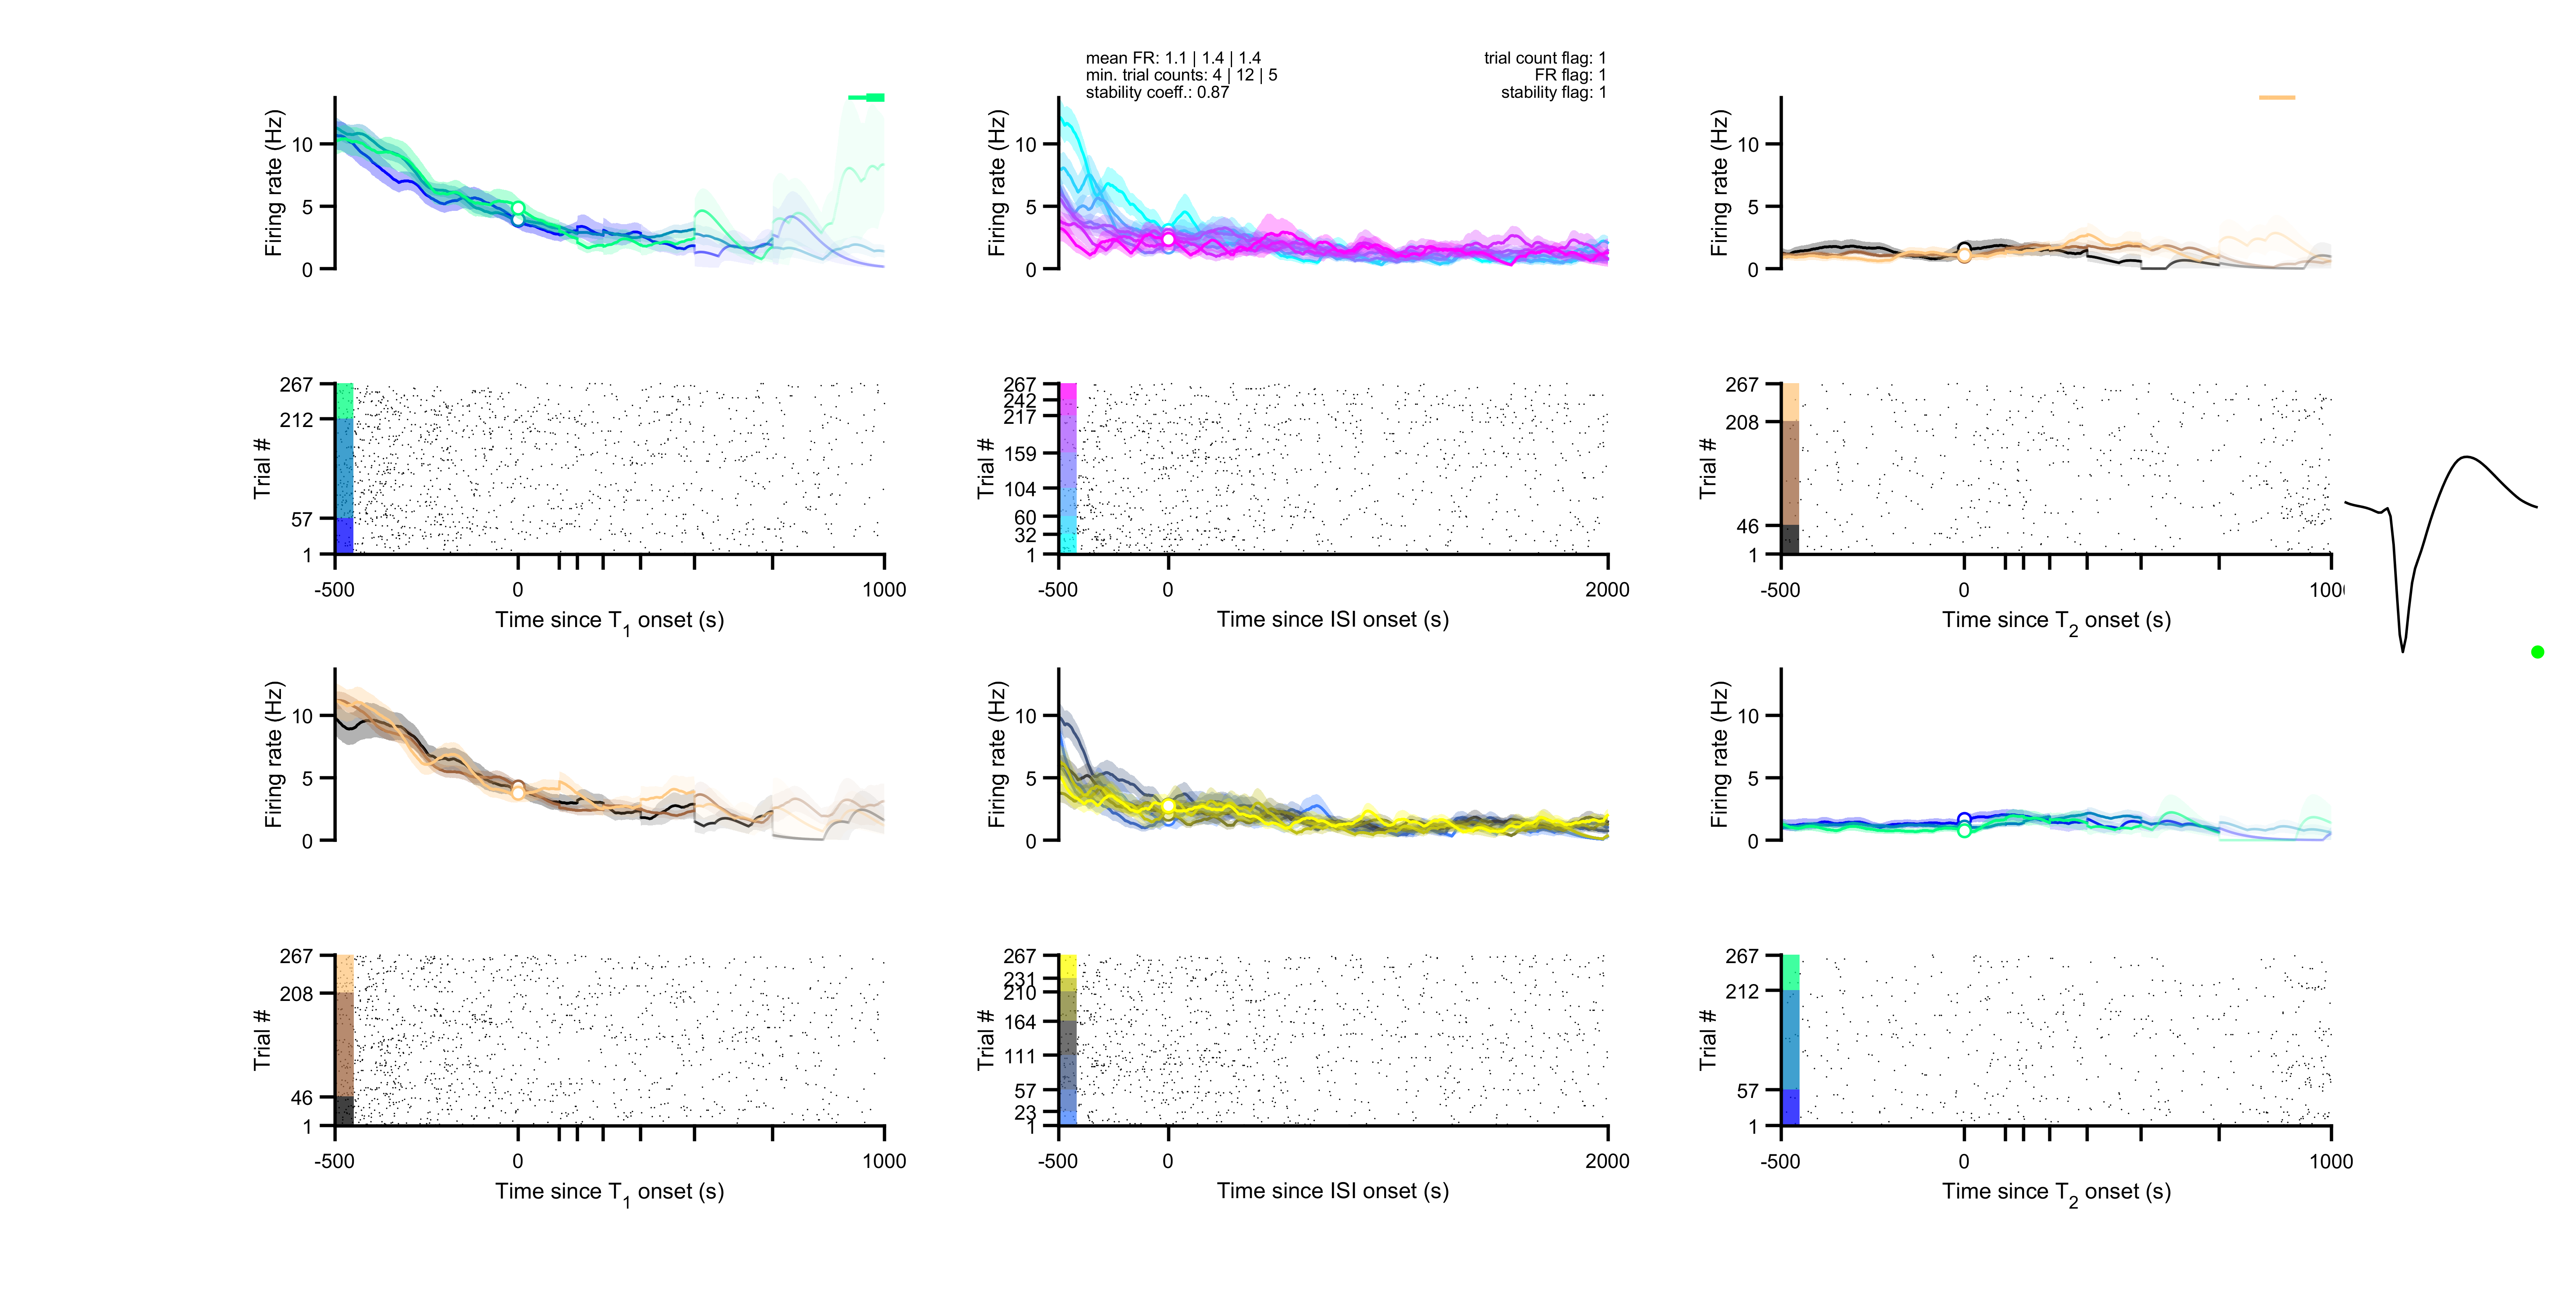 mean FR: 1.1 | 1.4 | 1.4
min. trial counts: 4 | 12 | 5
stability coeff.: 0.87
trial count flag: 1
FR flag: 1
stability flag: 1
Firing rate (Hz)
10
5
0
Firing rate (Hz)
10
5
0
Firing rate (Hz)
10
5
0
Trial #
267
212
57
1
-500
0
1000
Time since T1 onset (s)
Trial #
267
242
217
159
104
60
32
1
-500
0
2000
Time since ISI onset (s)
Trial #
267
208
46
1
-500
0
1000
Time since T2 onset (s)
Firing rate (Hz)
10
5
0
Firing rate (Hz)
10
5
0
Firing rate (Hz)
10
5
0
Trial #
267
208
46
1
-500
0
1000
Time since T1 onset (s)
Trial #
267
231
210
164
111
57
23
1
-500
0
2000
Time since ISI onset (s)
Trial #
267
212
57
1
-500
0
1000
Time since T2 onset (s)